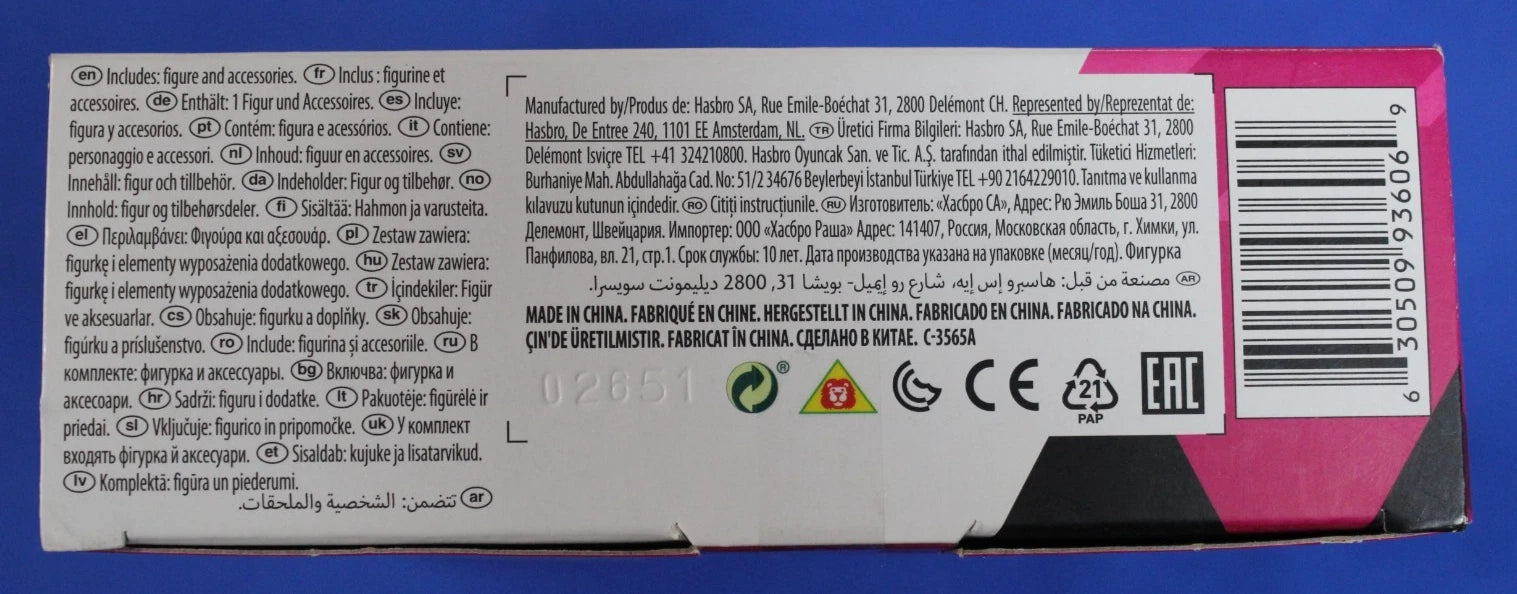 en Includes: figure and accessories. fr Inclus : figurine et
accessoires. de Enthält: 1 Figur und Accessoires. es Incluye:
figura y accesorios. pt Contém: figura e acessórios. it Contiene:
personaggio e accessori. nl Inhoud: figuur en accessoires. sv
Innehåll: figur och tillbehör. da Indeholder: Figur og tilbehør. no
Innhold: figur og tilbehørsdeler. fi Sisältää: Hahmon ja varusteita.
el Περιλαμβάνει: Φιγούρα και αξεσουάρ. pl Zestaw zawiera:
figurkę i elementy wyposażenia dodatkowego. hu Zestaw zawiera:
figurkę i elementy wyposażenia dodatkowego. tr İçindekiler: Figür
ve aksesuarlar. cs Obsahuje: figurku a doplňky. sk Obsahuje:
figúrku a príslušenstvo. ro Include: figurina și accesoriile. ru В
комплекте: фигурка и аксессуары. bg Включва: фигурка и
аксесоари. hr Sadrži: figuru i dodatke. lt Pakuotėje: figūrėlė ir
priedai. sl Vključuje: figurico in pripomočke. uk У комплект
входять фігурка й аксесуари. et Sisaldab: kujuke ja lisatarvikud.
lv Komplektā: figūra un piederumi.
ar تتضمن: الشخصية والملحقات.
Manufactured by/Produs de: Hasbro SA, Rue Emile-Boéchat 31, 2800 Delémont CH. Represented by/Reprezentat de:
Hasbro, De Entree 240, 1101 EE Amsterdam, NL. TR Üretici Firma Bilgileri: Hasbro SA, Rue Emile-Boéchat 31, 2800
Delémont Isviçre TEL +41 324210800. Hasbro Oyuncak San. ve Tic. A.Ş. tarafından ithal edilmiştir. Tüketici Hizmetleri:
Burhaniye Mah. Abdullahağa Cad. No: 51/2 34676 Beylerbeyi İstanbul Türkiye TEL +90 2164229010. Tanıtma ve kullanma
kılavuzu kutunun içindedir. RO Citiți instrucțiunile. RU Изготовитель: «Хасбро СА», Адрес: Рю Эмиль Боша 31, 2800
Делемонт, Швейцария. Импортер: ООО «Хасбро Раша» Адрес: 141407, Россия, Московская область, г. Химки, ул.
Панфилова, вл. 21, стр.1. Срок службы: 10 лет. Дата производства указана на упаковке (месяц/год). Фигурка
AR مصنعة من قبل: هاسبرو إس إيه، شارع رو إيميل- بويشا 31, 2800 ديليمونت سويسرا.
MADE IN CHINA. FABRIQUÉ EN CHINE. HERGESTELLT IN CHINA. FABRICADO EN CHINA. FABRICADO NA CHINA.
ÇIN'DE ÜRETILMISTIR. FABRICAT ÎN CHINA. СДЕЛАНО В КИТАЕ. C-3565A
02651
® CE 21 EAC
PAP
6 30509 93606 9